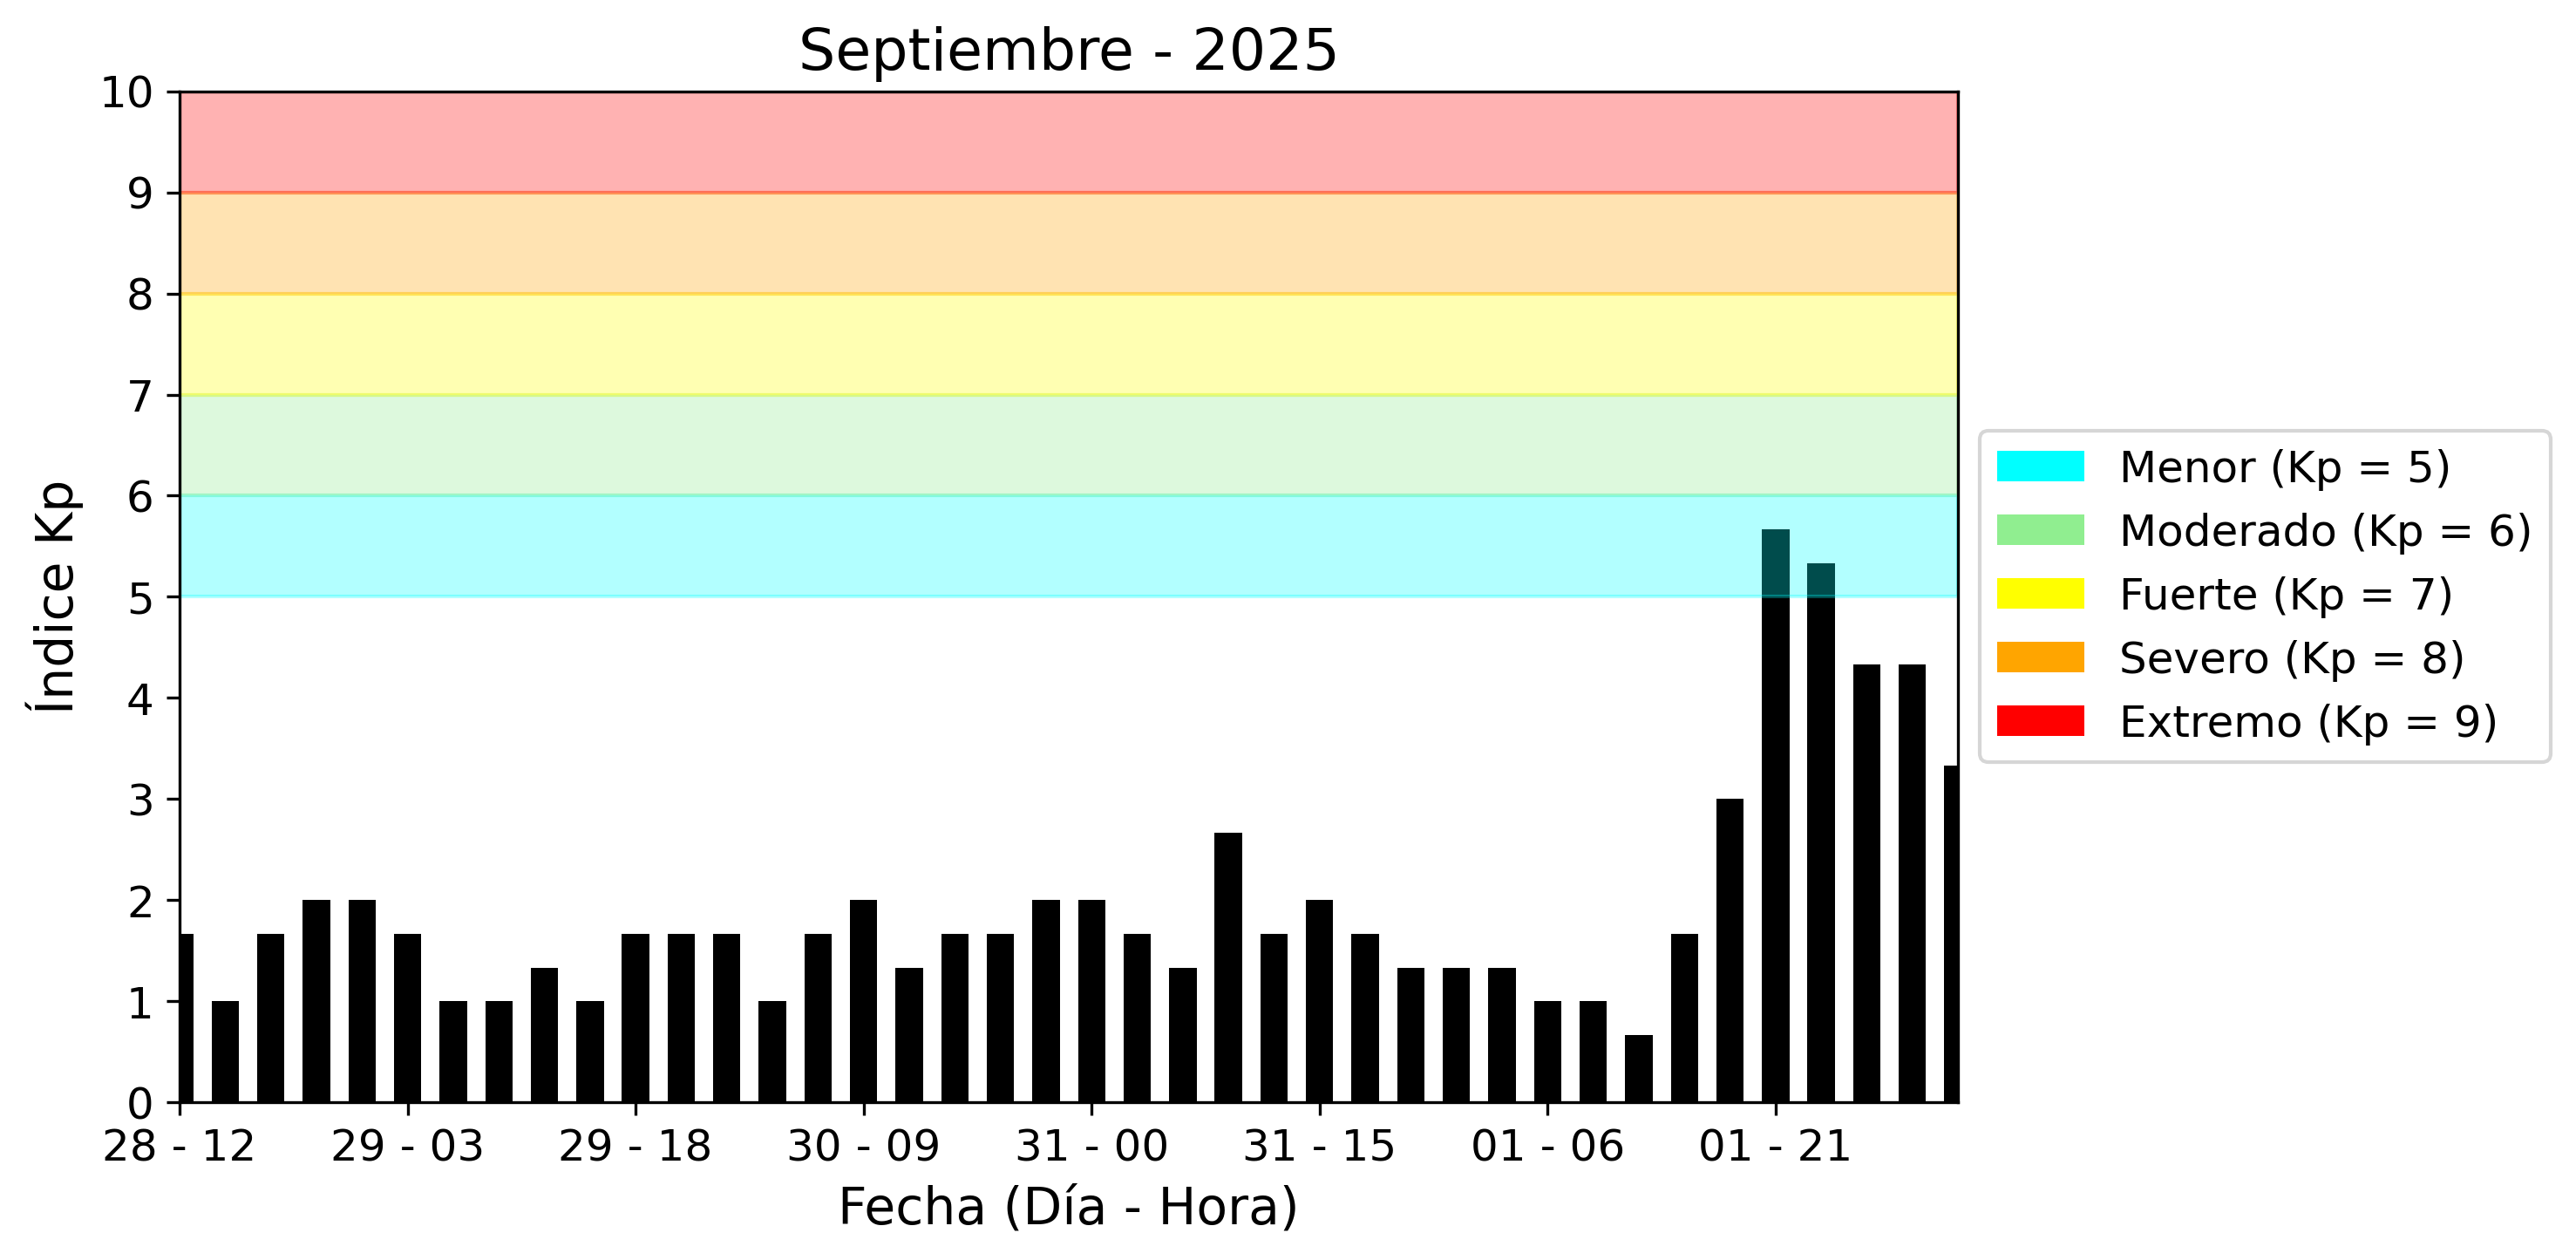 Septiembre - 2025
10
9
8
7
6
5
4
3
2
1
0
Índice Kp
28 - 12
29 - 03
29 - 18
30 - 09
31 - 00
31 - 15
01 - 06
01 - 21
Fecha (Día - Hora)
Menor (Kp = 5)
Moderado (Kp = 6)
Fuerte (Kp = 7)
Severo (Kp = 8)
Extremo (Kp = 9)